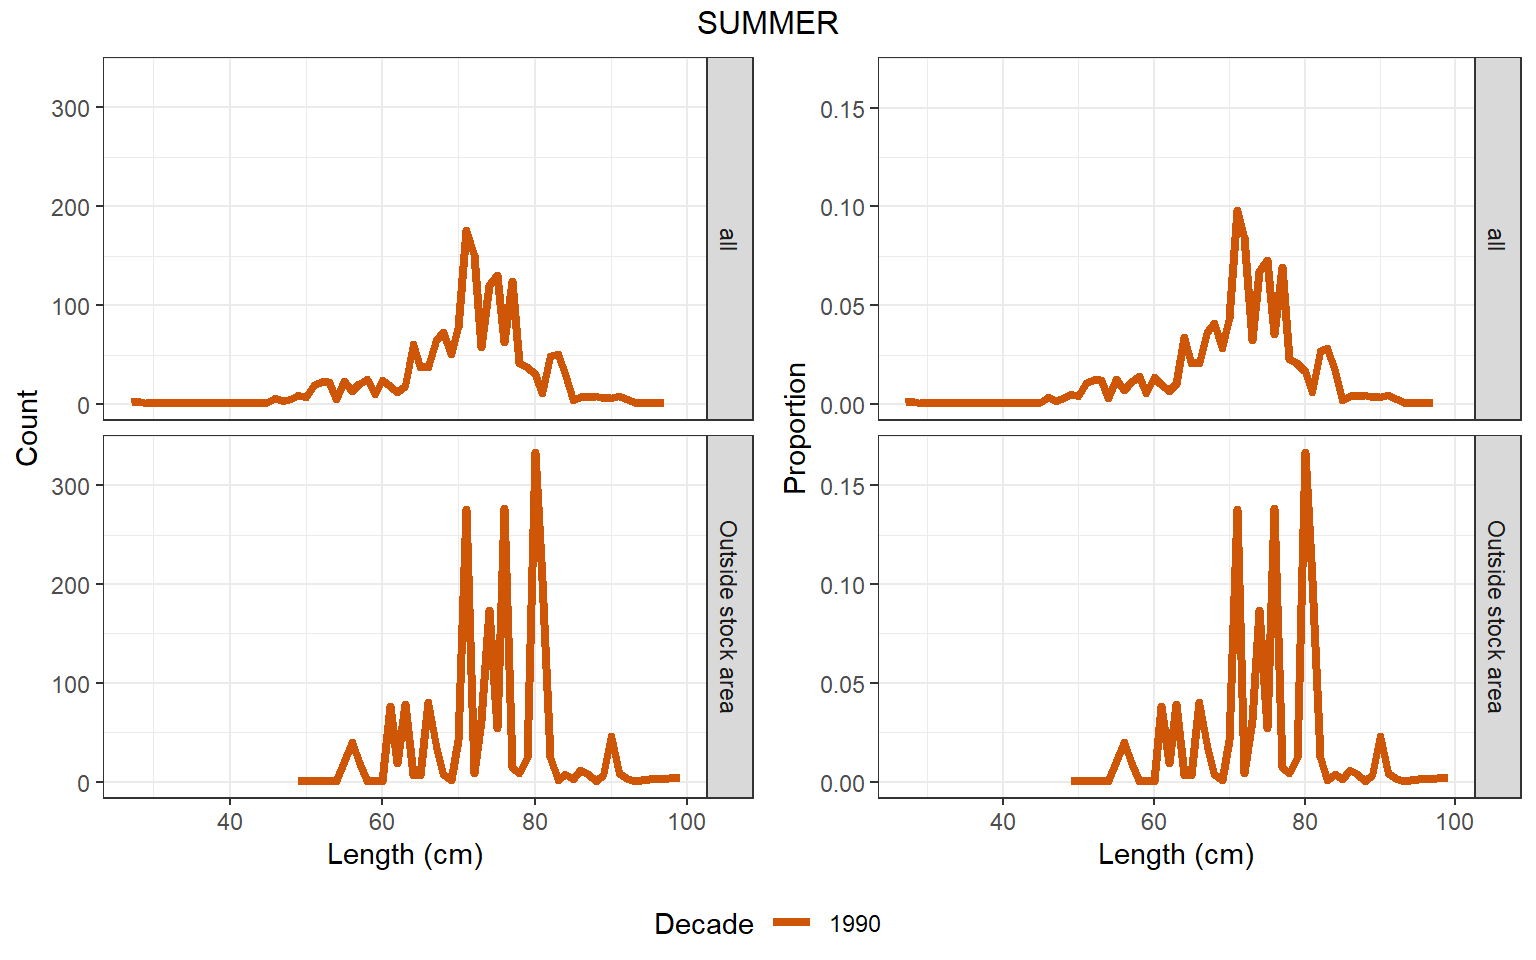 SUMMER
Count
300
200
100
0
all
300
200
100
0
Outside stock area
40 60 80 100
Length (cm)
Proportion
0.15
0.10
0.05
0.00
all
0.15
0.10
0.05
0.00
Outside stock area
40 60 80 100
Length (cm)
Decade 1990